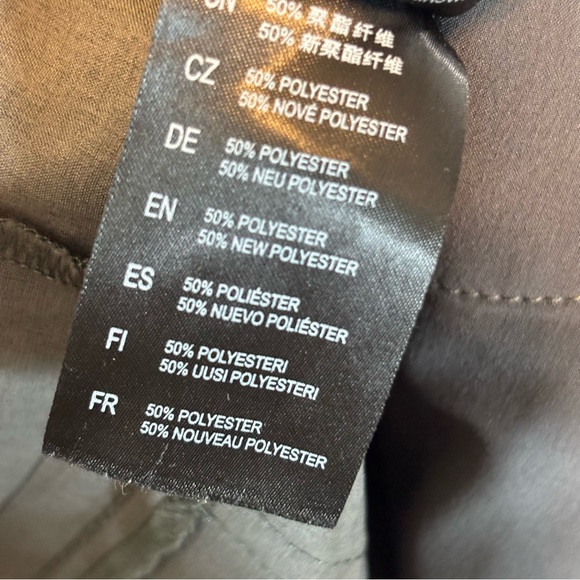 CN
50% 聚酯纤维
50% 新聚酯纤维
CZ
50% POLYESTER
50% NOVÉ POLYESTER
DE
50% POLYESTER
50% NEU POLYESTER
EN
50% POLYESTER
50% NEW POLYESTER
ES
50% POLIÉSTER
50% NUEVO POLIÉSTER
FI
50% POLYESTERI
50% UUSI POLYESTERI
FR
50% POLYESTER
50% NOUVEAU POLYESTER